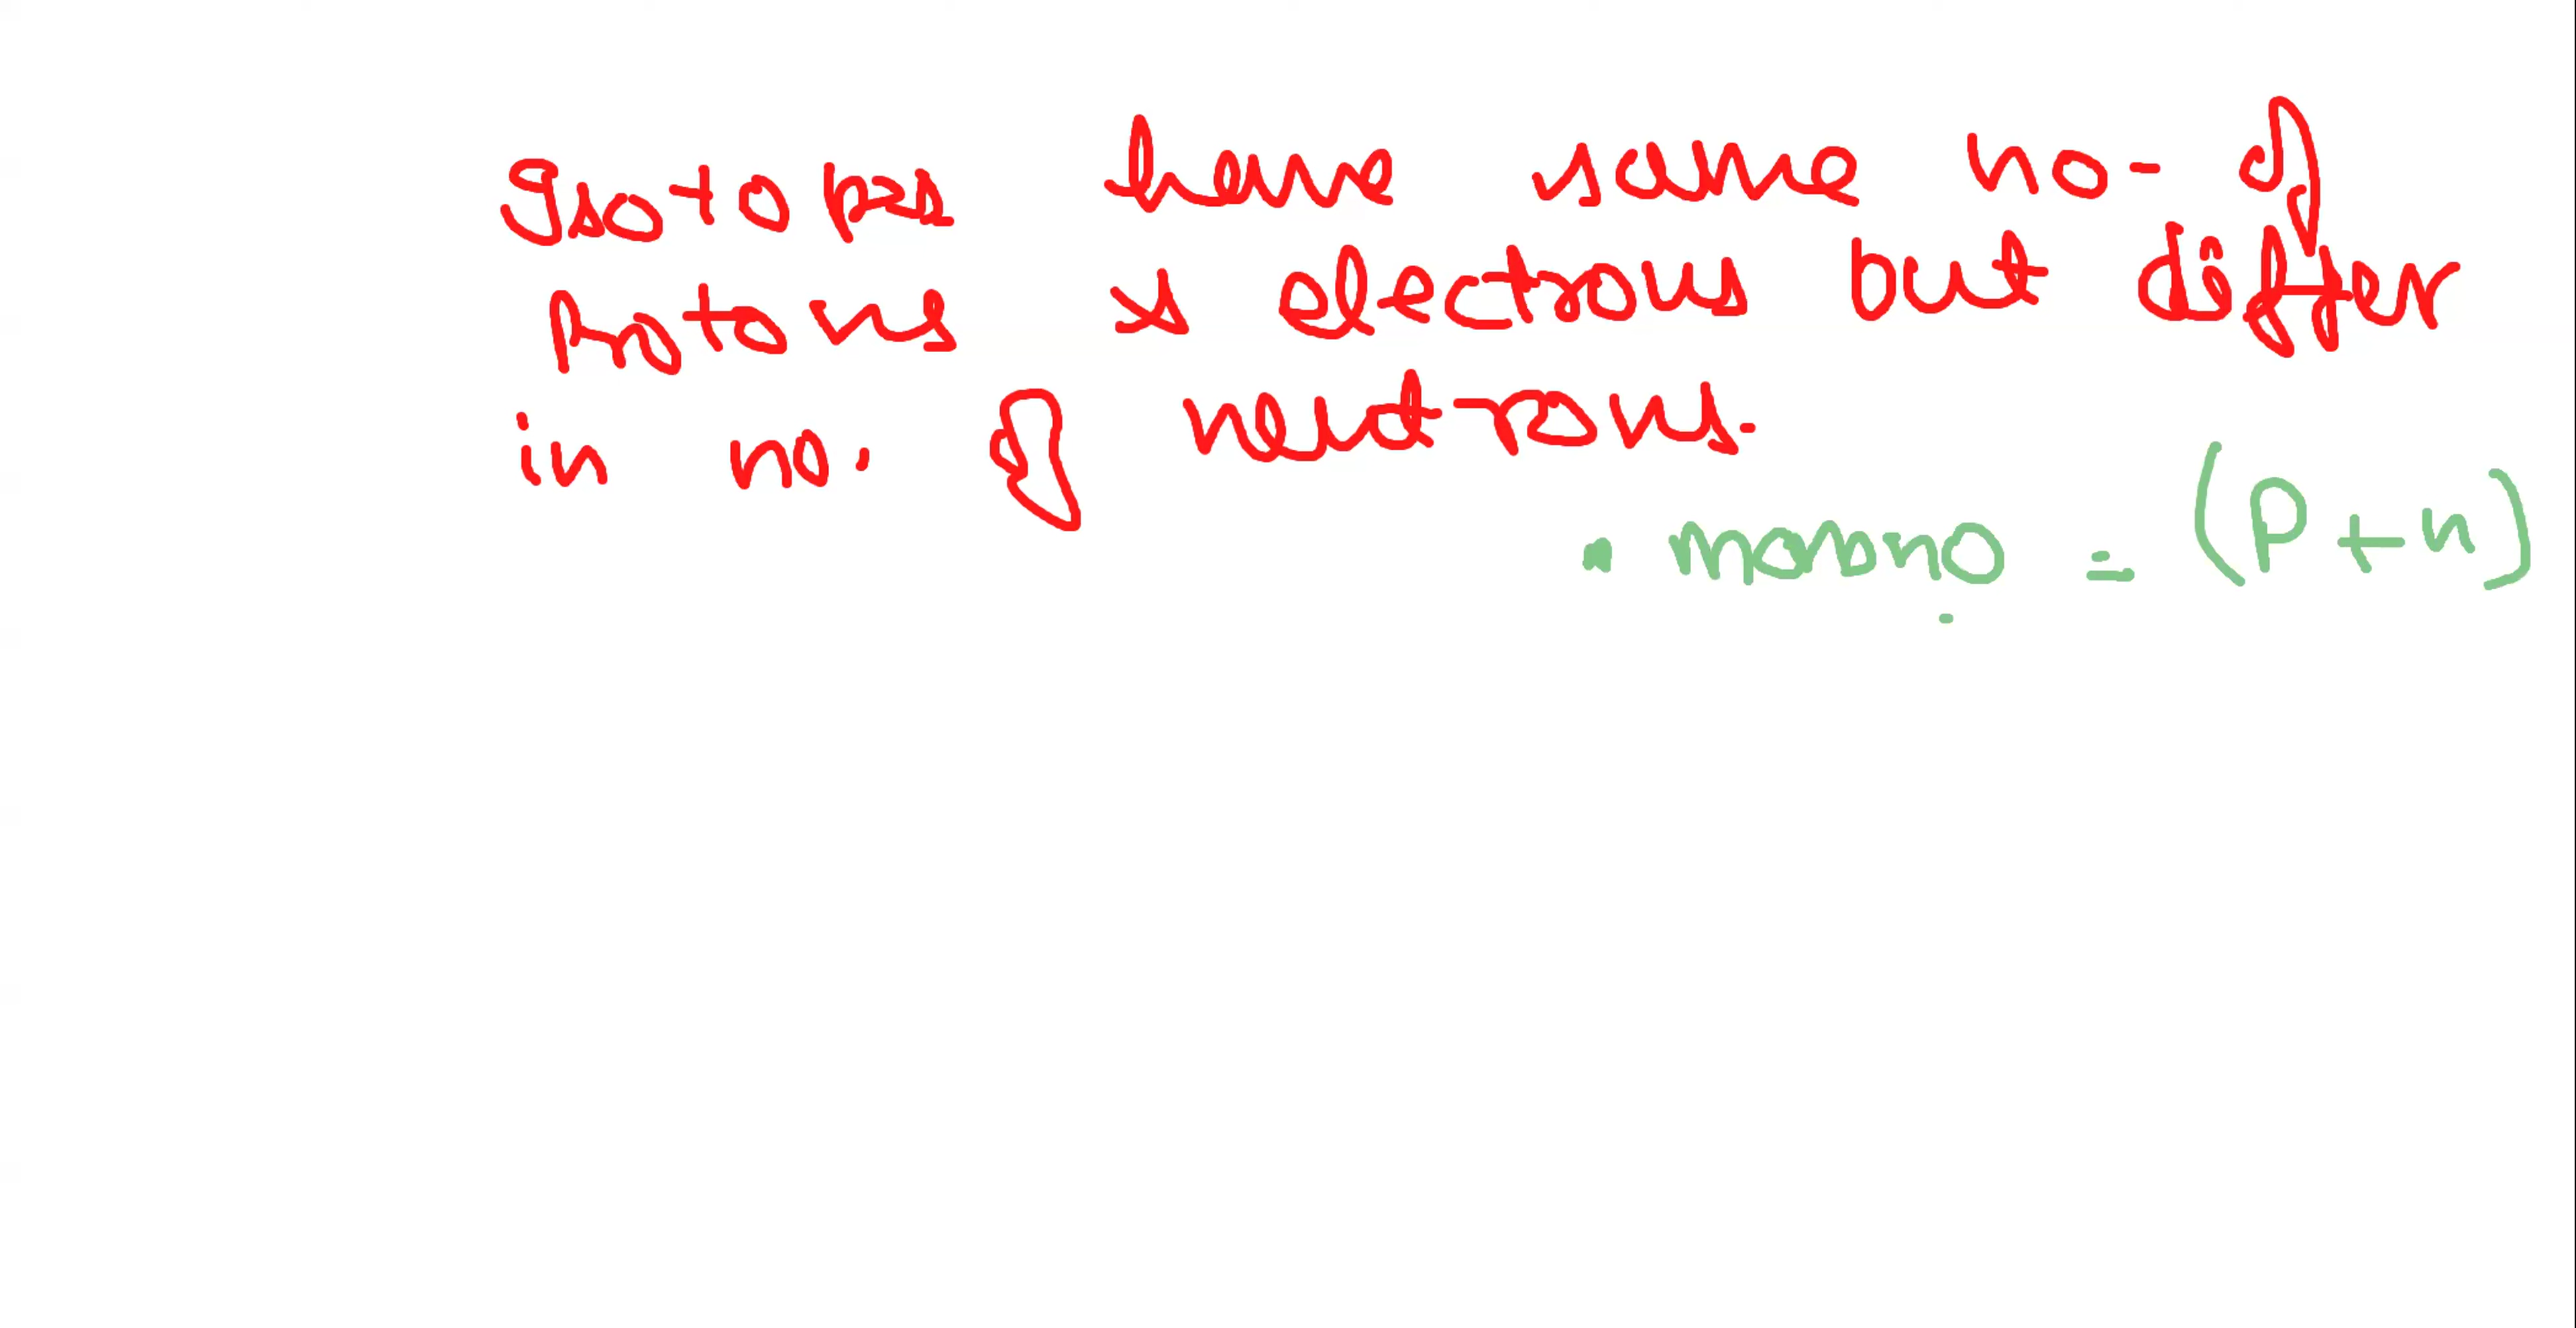 Isotopes have same no. of
protons & electrons but differ
in no. of neutrons.
• mass no = (P+n)